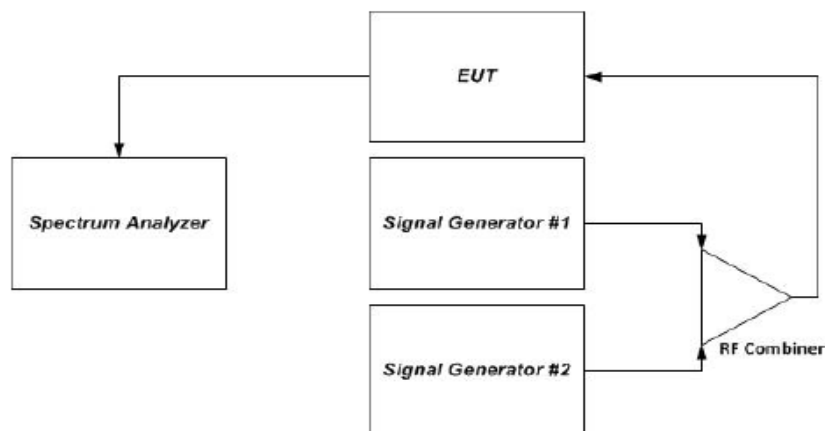 EUT
Spectrum Analyzer
Signal Generator #1
RF Combiner
Signal Generator #2